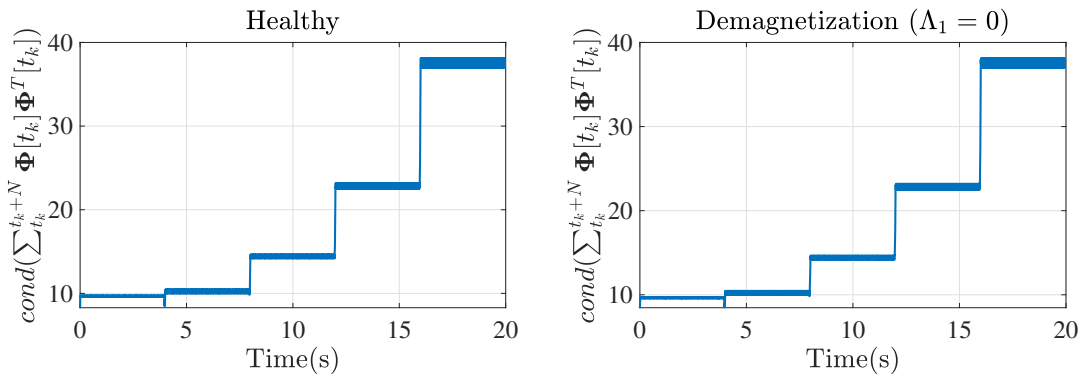 Healthy
cond(∑_{t_k}^{t_k+N} Φ[t_k]Φ^T[t_k])
40
30
20
10
0 5 10 15 20
Time(s)
Demagnetization (Λ₁ = 0)
cond(∑_{t_k}^{t_k+N} Φ[t_k]Φ^T[t_k])
40
30
20
10
0 5 10 15 20
Time(s)